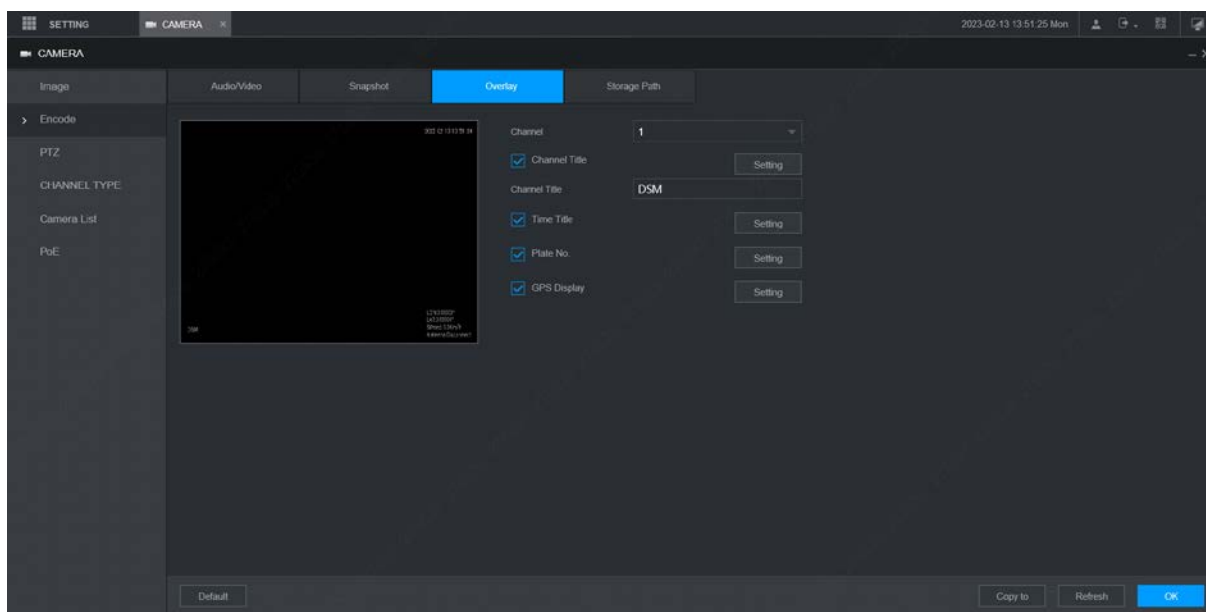 SETTING
CAMERA ×
2023-02-13 13:51:25 Mon
CAMERA
Image
Encode
PTZ
CHANNEL TYPE
Camera List
PoE
Audio/Video
Snapshot
Overlay
Storage Path
Channel
1
Channel Title
Setting
Channel Title
DSM
Time Title
Setting
Plate No.
Setting
GPS Display
Setting
DSM
Default
Copy to
Refresh
OK